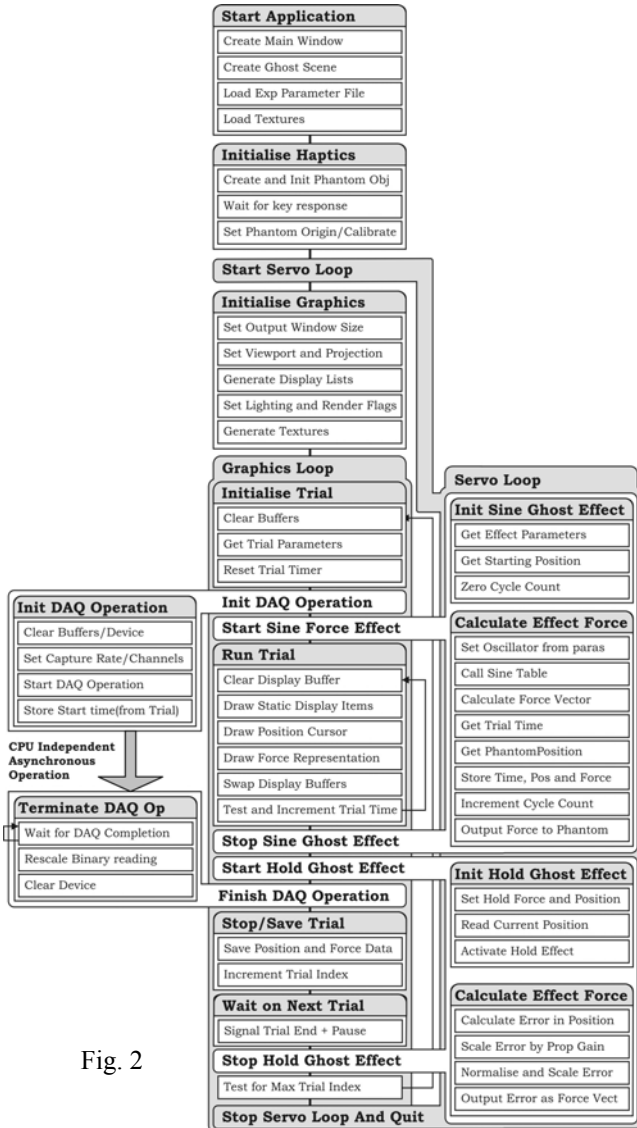 Start Application
Create Main Window
Create Ghost Scene
Load Exp Parameter File
Load Textures
Initialise Haptics
Create and Init Phantom Obj
Wait for key response
Set Phantom Origin/Calibrate
Start Servo Loop
Initialise Graphics
Set Output Window Size
Set Viewport and Projection
Generate Display Lists
Set Lighting and Render Flags
Generate Textures
Graphics Loop
Initialise Trial
Clear Buffers
Get Trial Parameters
Reset Trial Timer
Init DAQ Operation
Start Sine Force Effect
Run Trial
Clear Display Buffer
Draw Static Display Items
Draw Position Cursor
Draw Force Representation
Swap Display Buffers
Test and Increment Trial Time
Stop Sine Ghost Effect
Start Hold Ghost Effect
Finish DAQ Operation
Stop/Save Trial
Save Position and Force Data
Increment Trial Index
Wait on Next Trial
Signal Trial End + Pause
Stop Hold Ghost Effect
Test for Max Trial Index
Stop Servo Loop And Quit
Init DAQ Operation
Clear Buffers/Device
Set Capture Rate/Channels
Start DAQ Operation
Store Start time(from Trial)
CPU Independent
Asynchronous
Operation
Terminate DAQ Op
Wait for DAQ Completion
Rescale Binary reading
Clear Device
Servo Loop
Init Sine Ghost Effect
Get Effect Parameters
Get Starting Position
Zero Cycle Count
Calculate Effect Force
Set Oscillator from paras
Call Sine Table
Calculate Force Vector
Get Trial Time
Get PhantomPosition
Store Time, Pos and Force
Increment Cycle Count
Output Force to Phantom
Init Hold Ghost Effect
Set Hold Force and Position
Read Current Position
Activate Hold Effect
Calculate Effect Force
Calculate Error in Position
Scale Error by Prop Gain
Normalise and Scale Error
Output Error as Force Vect
Fig. 2